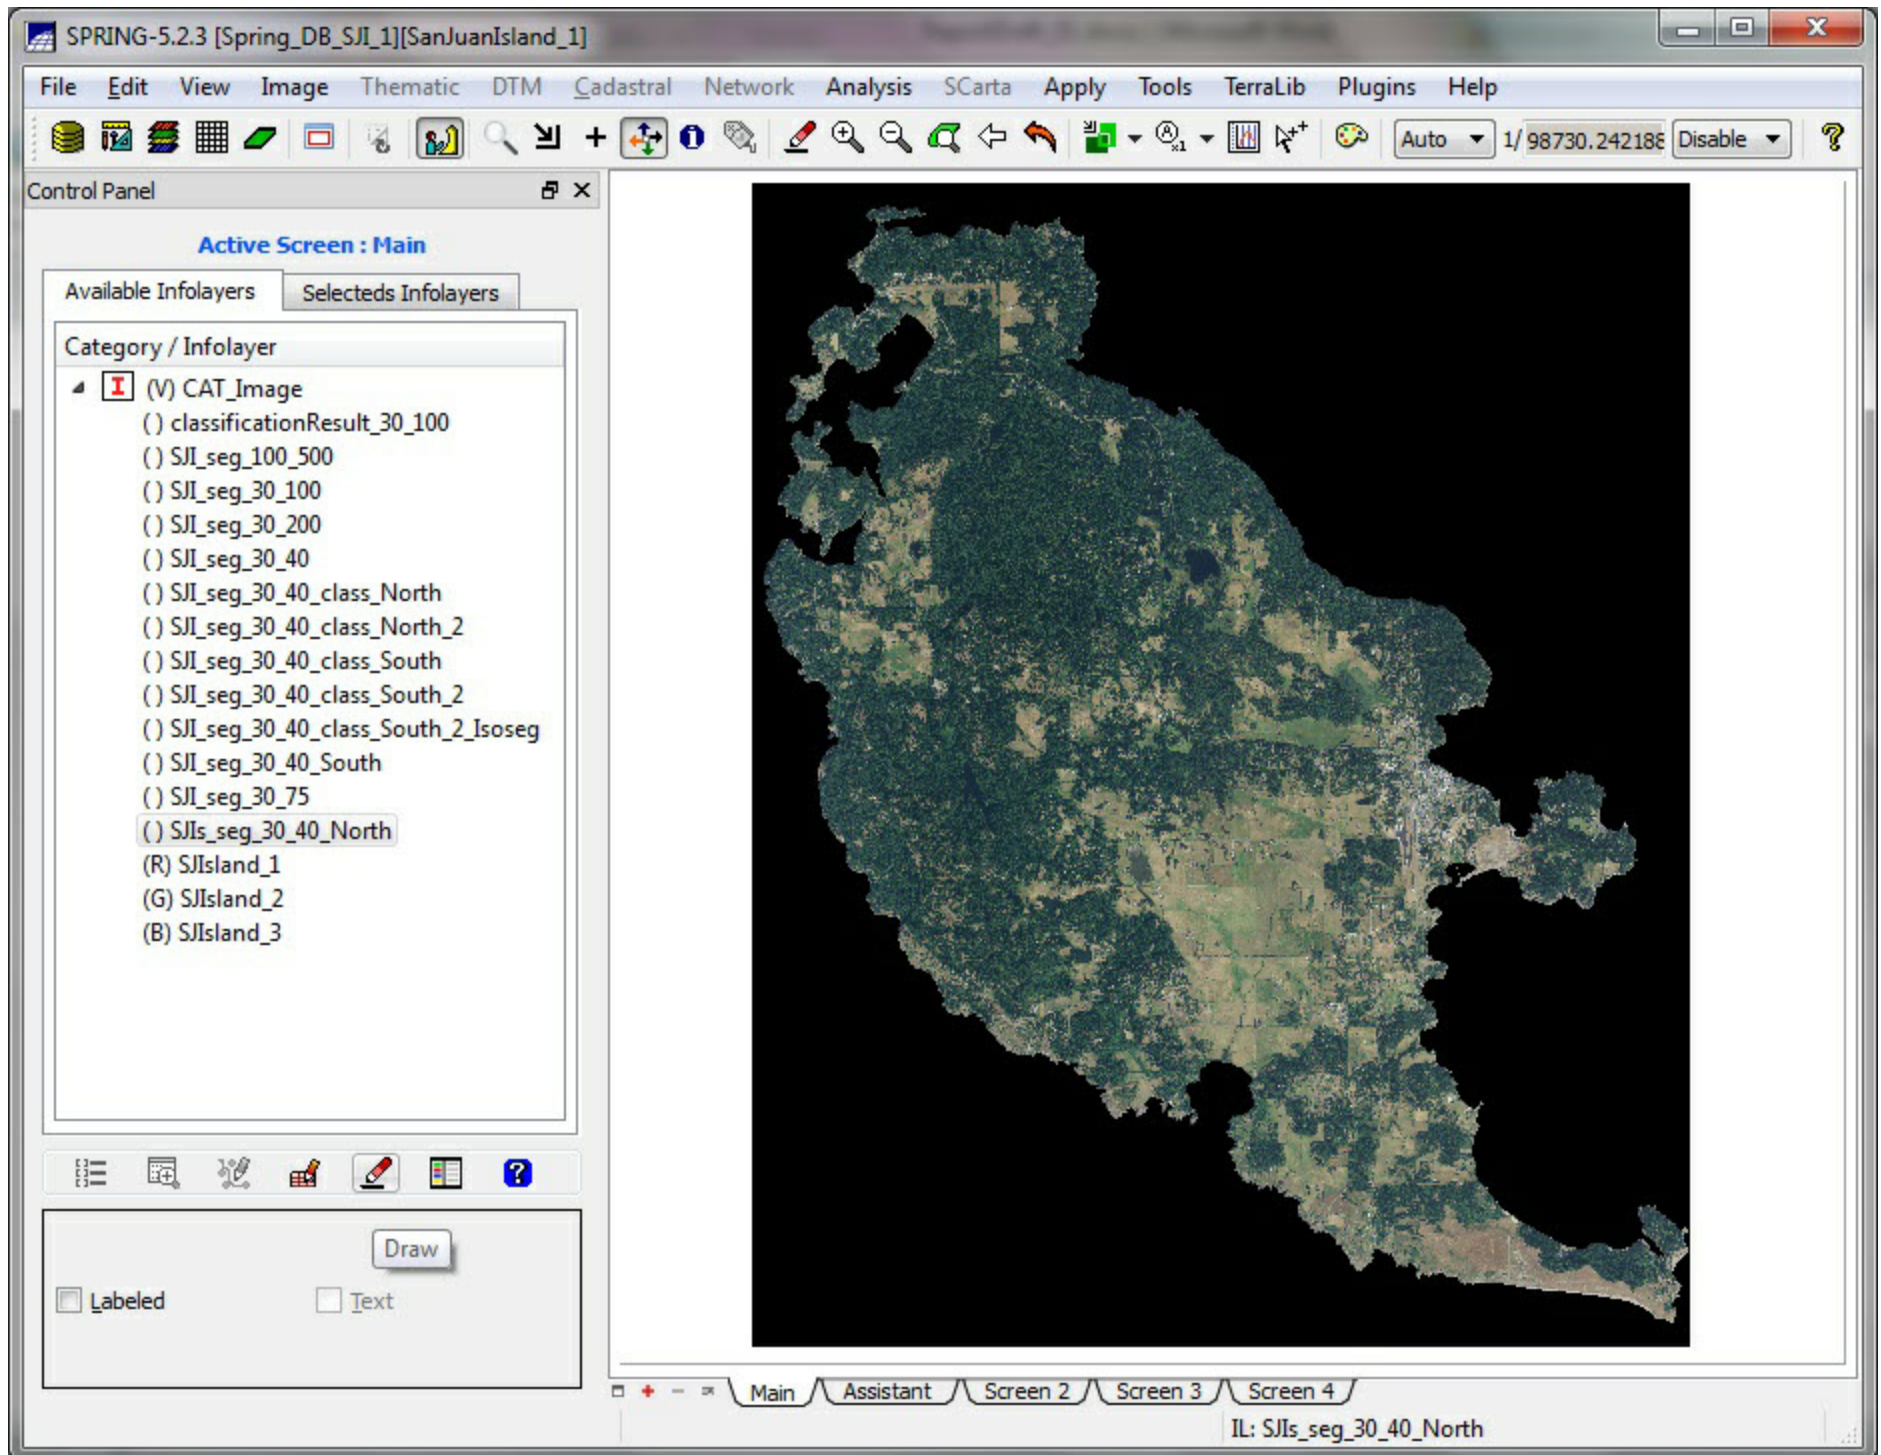 SPRING-5.2.3 [Spring_DB_SJI_1][SanJuanIsland_1]
File Edit View Image Thematic DTM Cadastral Network Analysis SCarta Apply Tools TerraLib Plugins Help
Auto 1/ 98730.242188 Disable
Control Panel
Active Screen : Main
Available Infolayers Selecteds Infolayers
Category / Infolayer
(V) CAT_Image
() classificationResult_30_100
() SJI_seg_100_500
() SJI_seg_30_100
() SJI_seg_30_200
() SJI_seg_30_40
() SJI_seg_30_40_class_North
() SJI_seg_30_40_class_North_2
() SJI_seg_30_40_class_South
() SJI_seg_30_40_class_South_2
() SJI_seg_30_40_class_South_2_Isoseg
() SJI_seg_30_40_South
() SJI_seg_30_75
() SJIs_seg_30_40_North
(R) SJIsland_1
(G) SJIsland_2
(B) SJIsland_3
Draw
Labeled Text
Main Assistant Screen 2 Screen 3 Screen 4
IL: SJIs_seg_30_40_North